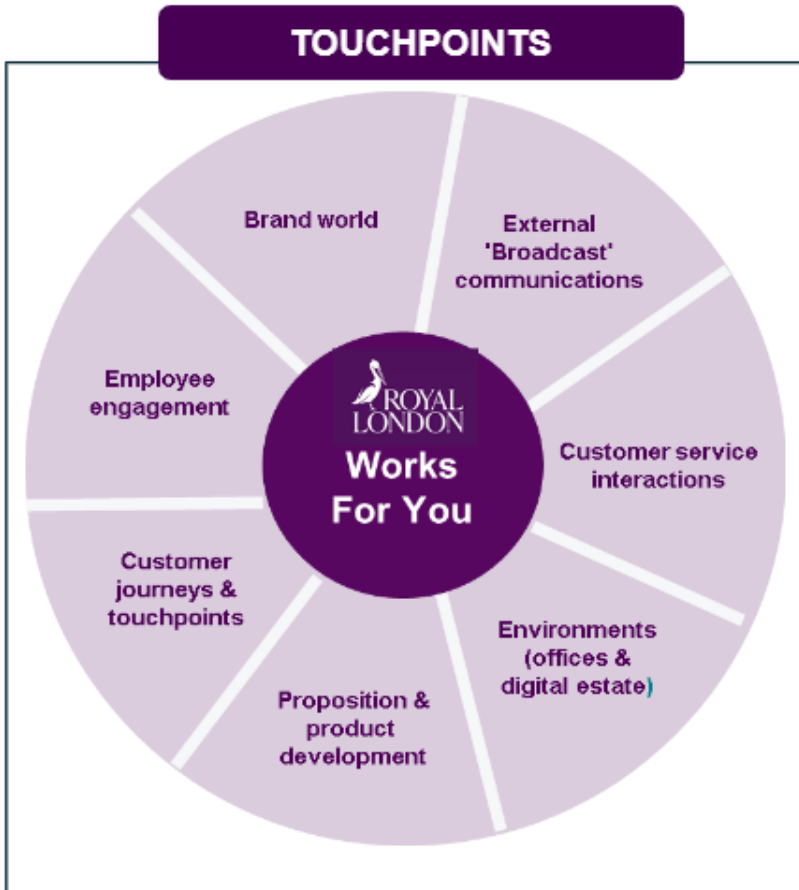 TOUCHPOINTS
Brand world
External
'Broadcast'
communications
Customer service
interactions
Environments
(offices &
digital estate)
Proposition &
product
development
Customer
journeys &
touchpoints
Employee
engagement
ROYAL
LONDON
Works
For You